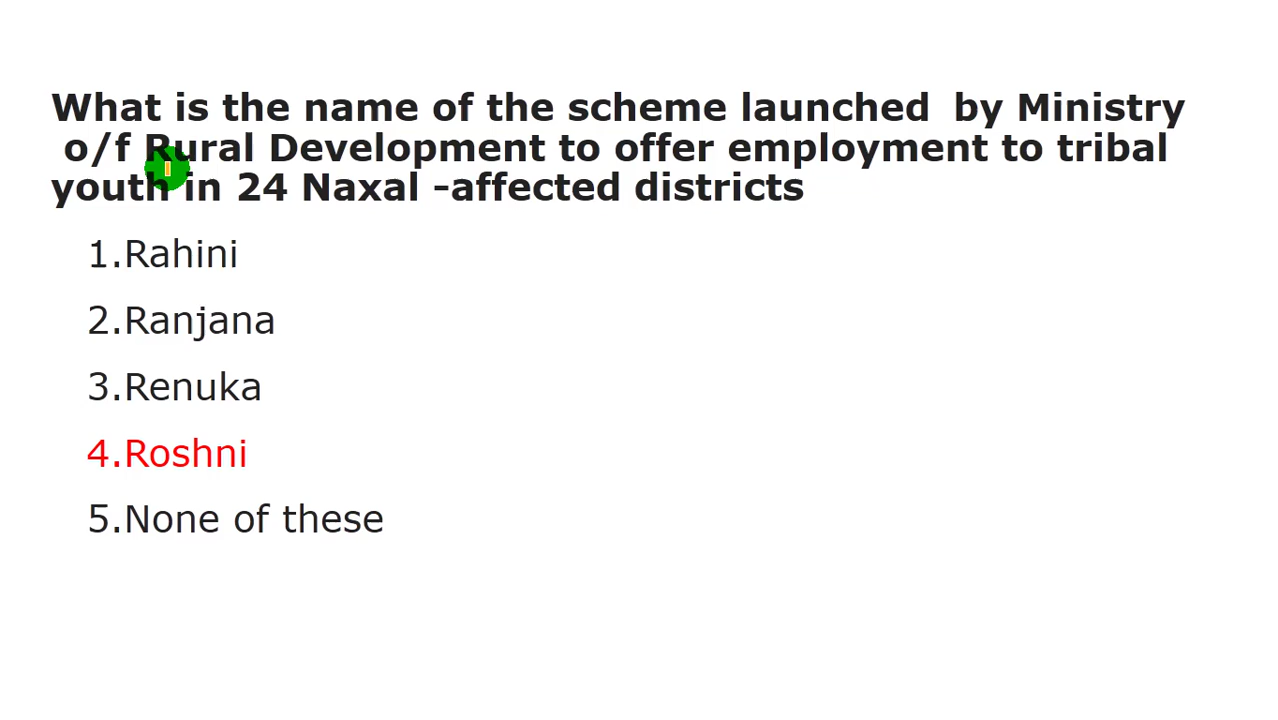 What is the name of the scheme launched  by Ministry
o/f Rural Development to offer employment to tribal
youth in 24 Naxal -affected districts
1.Rahini
2.Ranjana
3.Renuka
4.Roshni
5.None of these